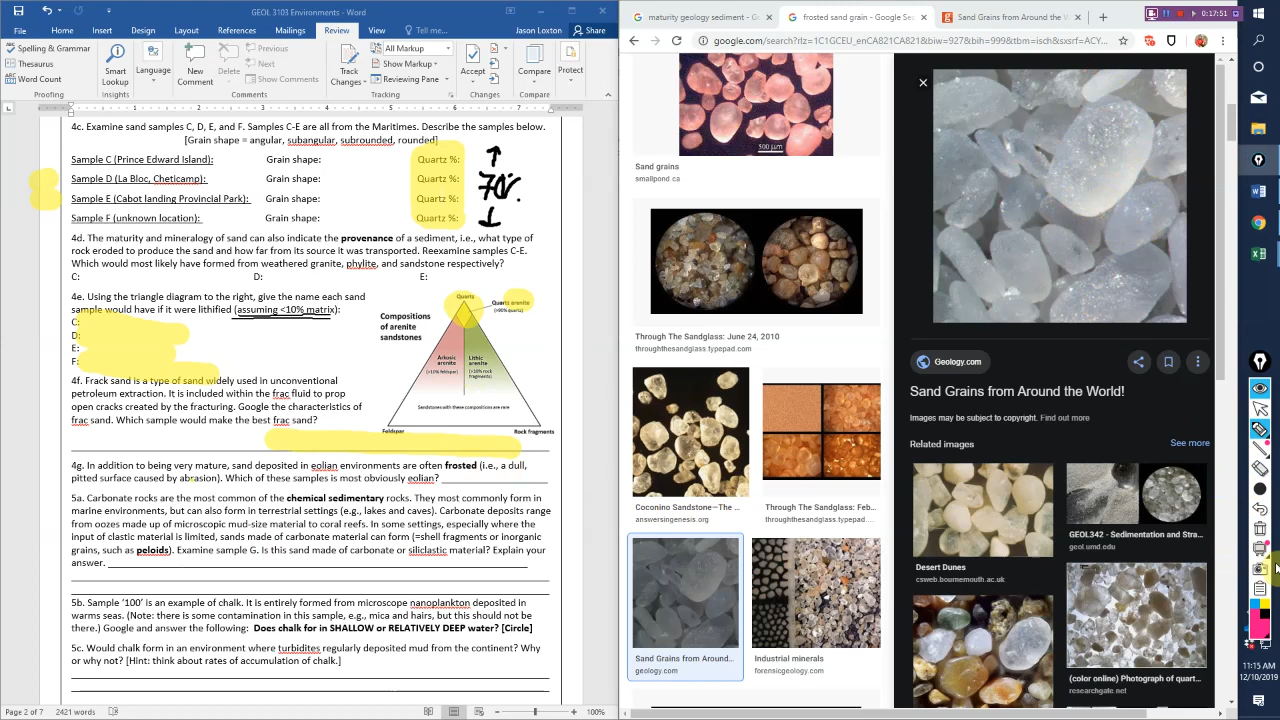 GEOL 3103 Environments - Word
Jason Loxton
File
Home
Insert
Design
Layout
References
Mailings
Review
View
Tell me...
Share
Spelling & Grammar
Thesaurus
Word Count
Proofing
Smart Lookup
Insights
Language
New Comment
Delete
Previous
Next
Show Comments
Comments
Track Changes
All Markup
Show Markup
Reviewing Pane
Tracking
Accept
Changes
Compare
Compare
Protect
4c. Examine sand samples C, D, E, and F. Samples C-E are all from the Maritimes. Describe the samples below.
[Grain shape = angular, subangular, subrounded, rounded]
Sample C (Prince Edward Island): Grain shape: Quartz %:
Sample D (La Bloc, Cheticamp): Grain shape: Quartz %:
Sample E (Cabot landing Provincial Park): Grain shape: Quartz %:
Sample F (unknown location): Grain shape: Quartz %:
70%
4d. The maturity and mineralogy of sand can also indicate the provenance of a sediment, i.e., what type of
rock eroded to produce the sand and how far from its source it was transported. Reexamine samples C-E.
Which would most likely have formed from weathered granite, phylite, and sandstone respectively?
C: D: E:
4e. Using the triangle diagram to the right, give the name each sand
sample would have if it were lithified (assuming <10% matrix):
C:
D:
E:
F:
Compositions of arenite sandstones
Quartz
Quartz arenite
(>90% quartz)
Arkosic arenite
(>10% feldspar)
Lithic arenite
(>10% rock fragments)
Sandstones with these compositions are rare
Feldspar
Rock fragments
4f. Frack sand is a type of sand widely used in unconventional
petroleum extraction. It is included within the frac fluid to prop
open cracks created by the fracturing. Google the characteristics of
frac sand. Which sample would make the best frac sand?
4g. In addition to being very mature, sand deposited in eolian environments are often frosted (i.e., a dull,
pitted surface caused by abrasion). Which of these samples is most obviously eolian?
5a. Carbonate rocks are the most common of the chemical sedimentary rocks. They most commonly form in
marine environments, but can also form in terrestrial settings (e.g., lakes and caves). Carbonate deposits range
from oozes made up of microscopic mud-size material to coral reefs. In some settings, especially where the
input of clastic material is limited, sands made of carbonate material can form (=shell fragments or inorganic
grains, such as peloids). Examine sample G. Is this sand made of carbonate or siliclastic material? Explain your
answer.
5b. Sample '100' is an example of chalk. It is entirely formed from microscope nanoplankton deposited in
warms seas. (Note: there is some contamination in this sample, e.g., mica and hairs, but this should not be
there.) Google and answer the following: Does chalk for in SHALLOW or RELATIVELY DEEP water? [Circle]
5c. Would chalk form in an environment where turbidites regularly deposited mud from the continent? Why
or why not? [Hint: think about rates of accumulation of chalk.]
Page 2 of 7
2421 words
100%
maturity geology sediment - Go
frosted sand grain - Google Sea
Sand Grains from Around the W
0:17:51
google.com/search?rlz=1C1GCEU_enCA821CA821&biw=927&bih=999&tbm=isch&sxsrf=ACY...
500 µm
Sand grains
smallpond.ca
Through The Sandglass: June 24, 2010
throughthesandglass.typepad.com
Coconino Sandstone—The ...
answersingenesis.org
Through the Sandglass: Feb...
throughthesandglass.typepad....
Sand Grains from Around...
geology.com
Industrial minerals
forensicgeology.com
Geology.com
Sand Grains from Around the World!
Images may be subject to copyright. Find out more
Related images
See more
Desert Dunes
csweb.bournemouth.ac.uk
GEOL342 - Sedimentation and Stra...
geol.umd.edu
(color online) Photograph of quart...
researchgate.net
11:15 AM
12/10/2019